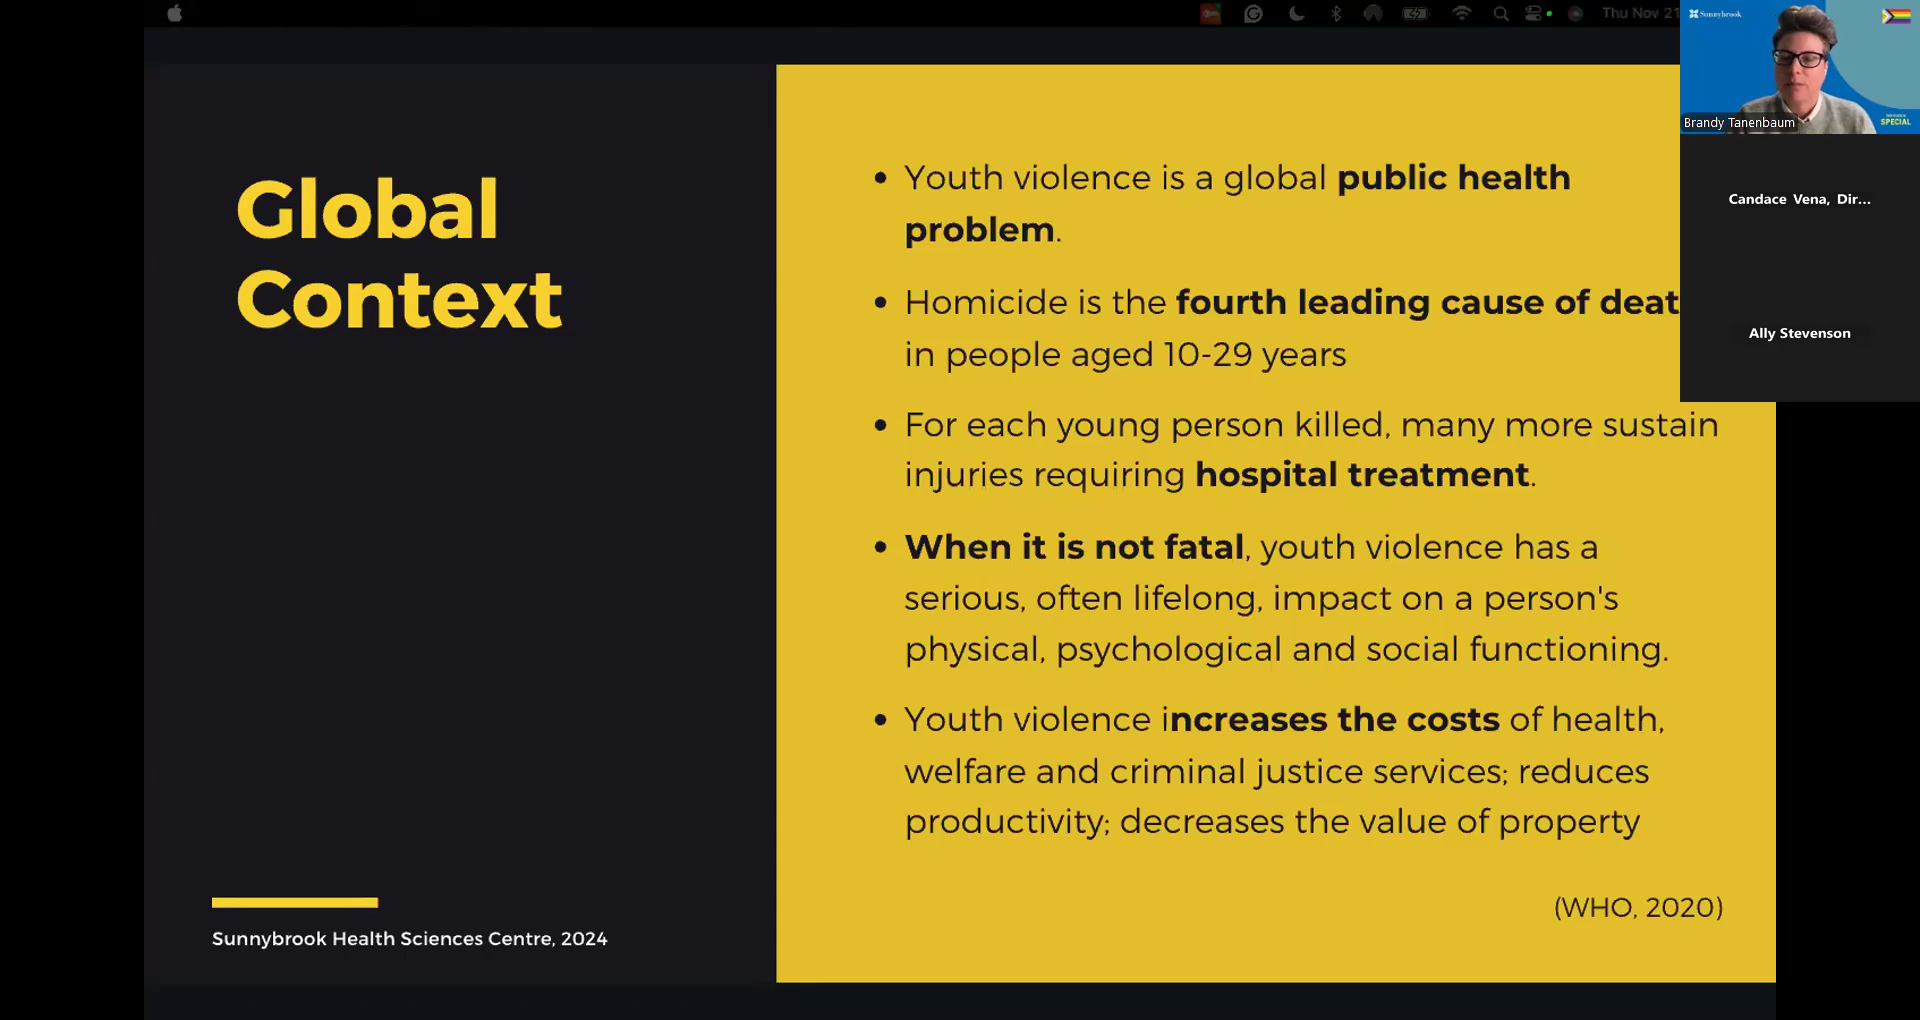 Thu Nov 21
Sunnybrook
SPECIAL
Brandy Tanenbaum
Candace Vena, Dir...
Ally Stevenson
Global
Context
Sunnybrook Health Sciences Centre, 2024
• Youth violence is a global public health
problem.
• Homicide is the fourth leading cause of deat
in people aged 10-29 years
• For each young person killed, many more sustain
injuries requiring hospital treatment.
• When it is not fatal, youth violence has a
serious, often lifelong, impact on a person's
physical, psychological and social functioning.
• Youth violence increases the costs of health,
welfare and criminal justice services; reduces
productivity; decreases the value of property
(WHO, 2020)